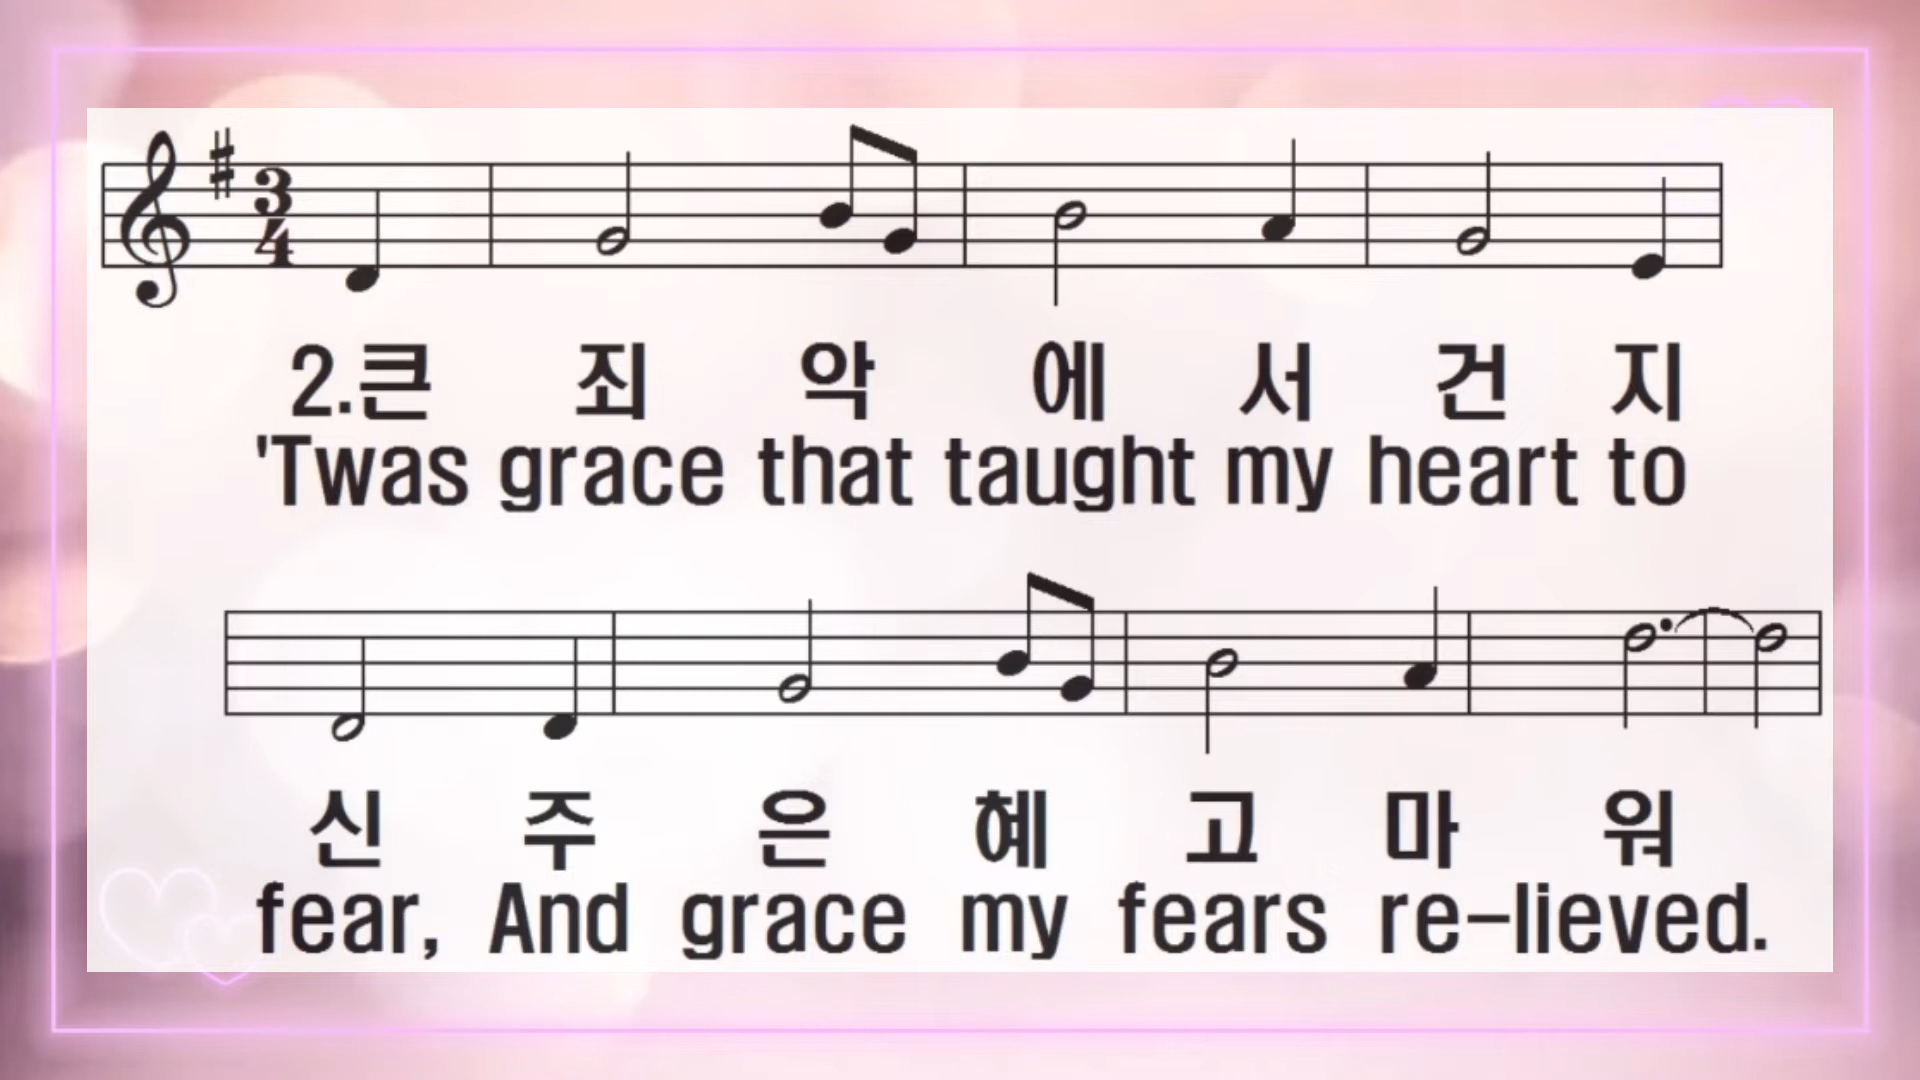 2.큰 죄 악 에 서 건 지
'Twas grace that taught my heart to
신 주 은 혜 고 마 워
fear, And grace my fears re-lieved.